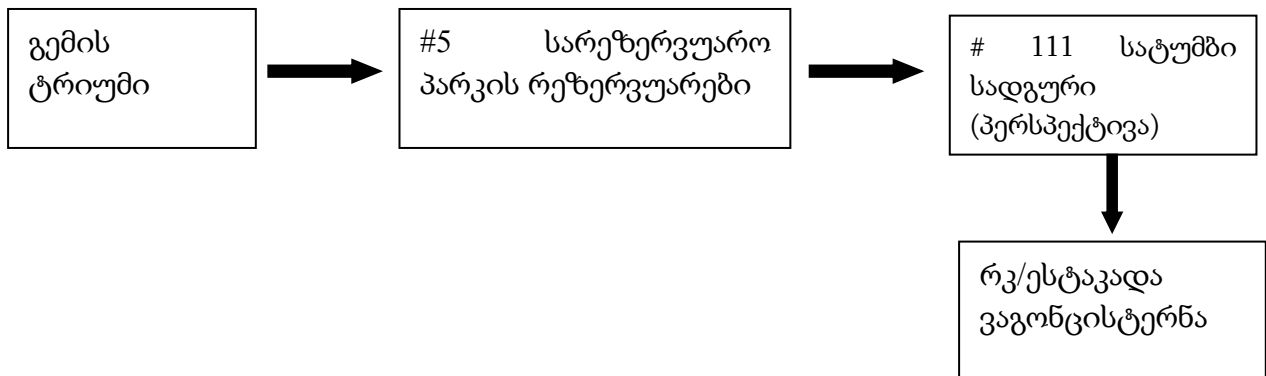 გემის
ტრიუმი
#5 სარეზერვუარო
პარკის რეზერვუარები
# 111 სატუმბი
სადგური
(პერსპექტივა)
რკ/ესტაკადა
ვაგონცისტერნა